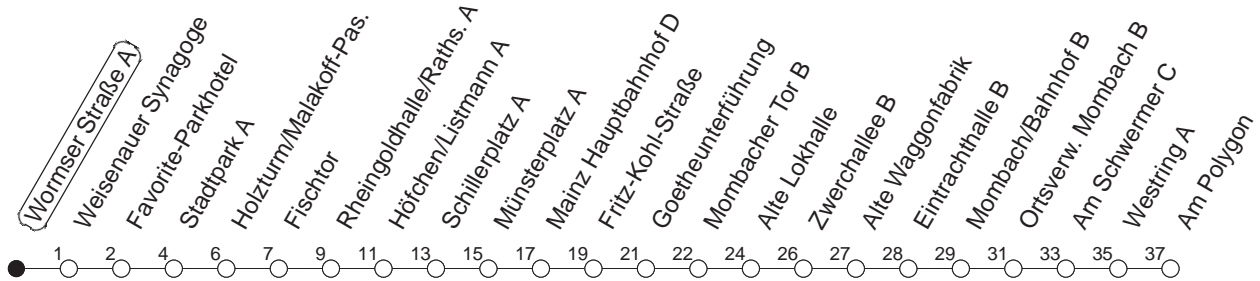 Wormser Straße A
Weisenauer Synagoge
Favorite-Parkhotel
Stadtpark A
Holzturm/Malakoff-Pas.
Fischtor
Rheingoldhalle/Raths. A
Höfchen/Listmann A
Schillerplatz A
Münsterplatz A
Mainz Hauptbahnhof D
Fritz-Kohl-Straße
Goetheunterführung
Mombacher Tor B
Alte Lokhalle
Zwerchallee B
Alte Waggonfabrik
Eintrachthalle B
Mombach/Bahnhof B
Ortsverw. Mombach B
Am Schwermer C
Westring A
Am Polygon
1 2 4 6 7 9 11 13 15 17 19 21 22 24 26 27 28 29 31 33 35 37